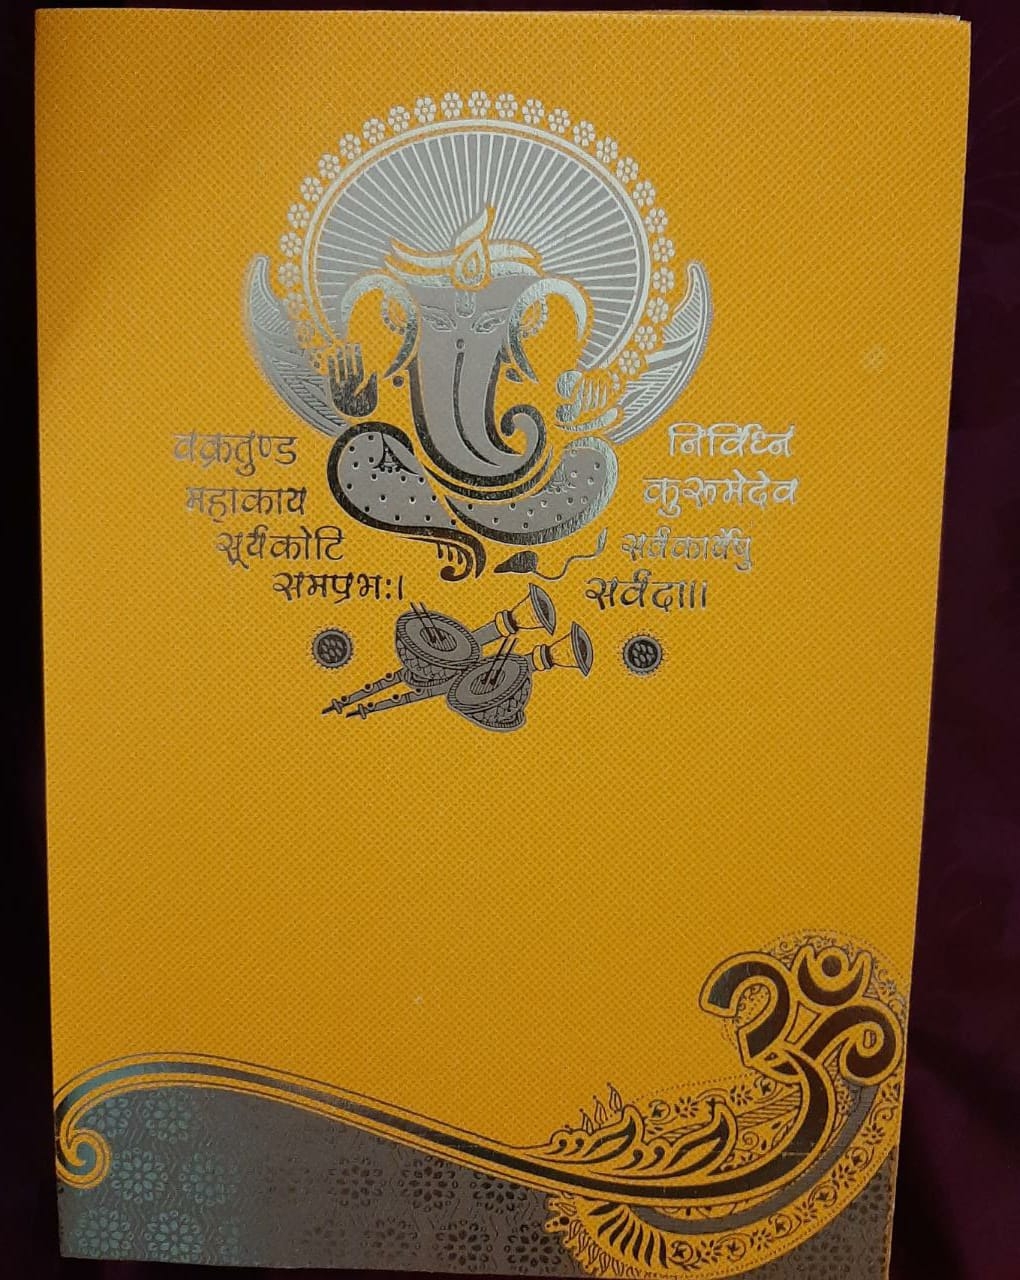 वक्रतुण्ड
महाकाय
सूर्यकोटि
समप्रभः।
निर्विघ्नं
कुरूमेदेव
सर्वकार्येषु
सर्वदा॥।
ॐ